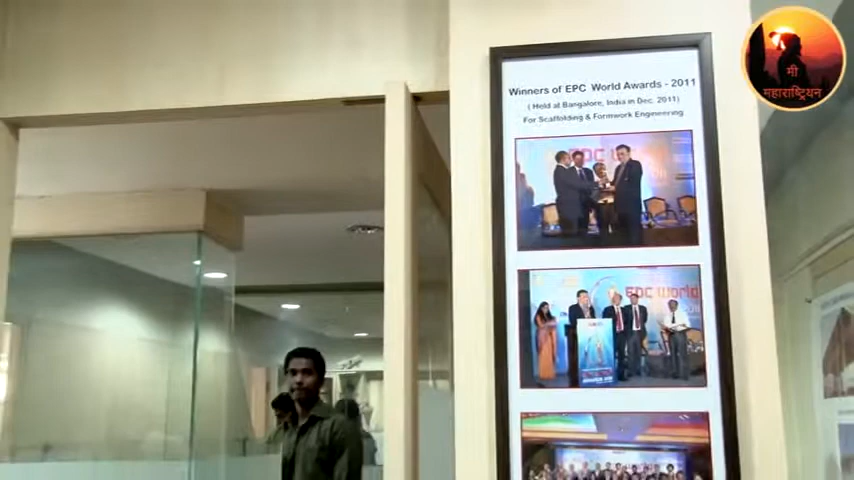 Winners of EPC World Awards - 2011
( Held at Bangalore, India in Dec. 2011 )
For Scaffolding & Formwork Engineering
EPC World
मी
महाराष्ट्रियन